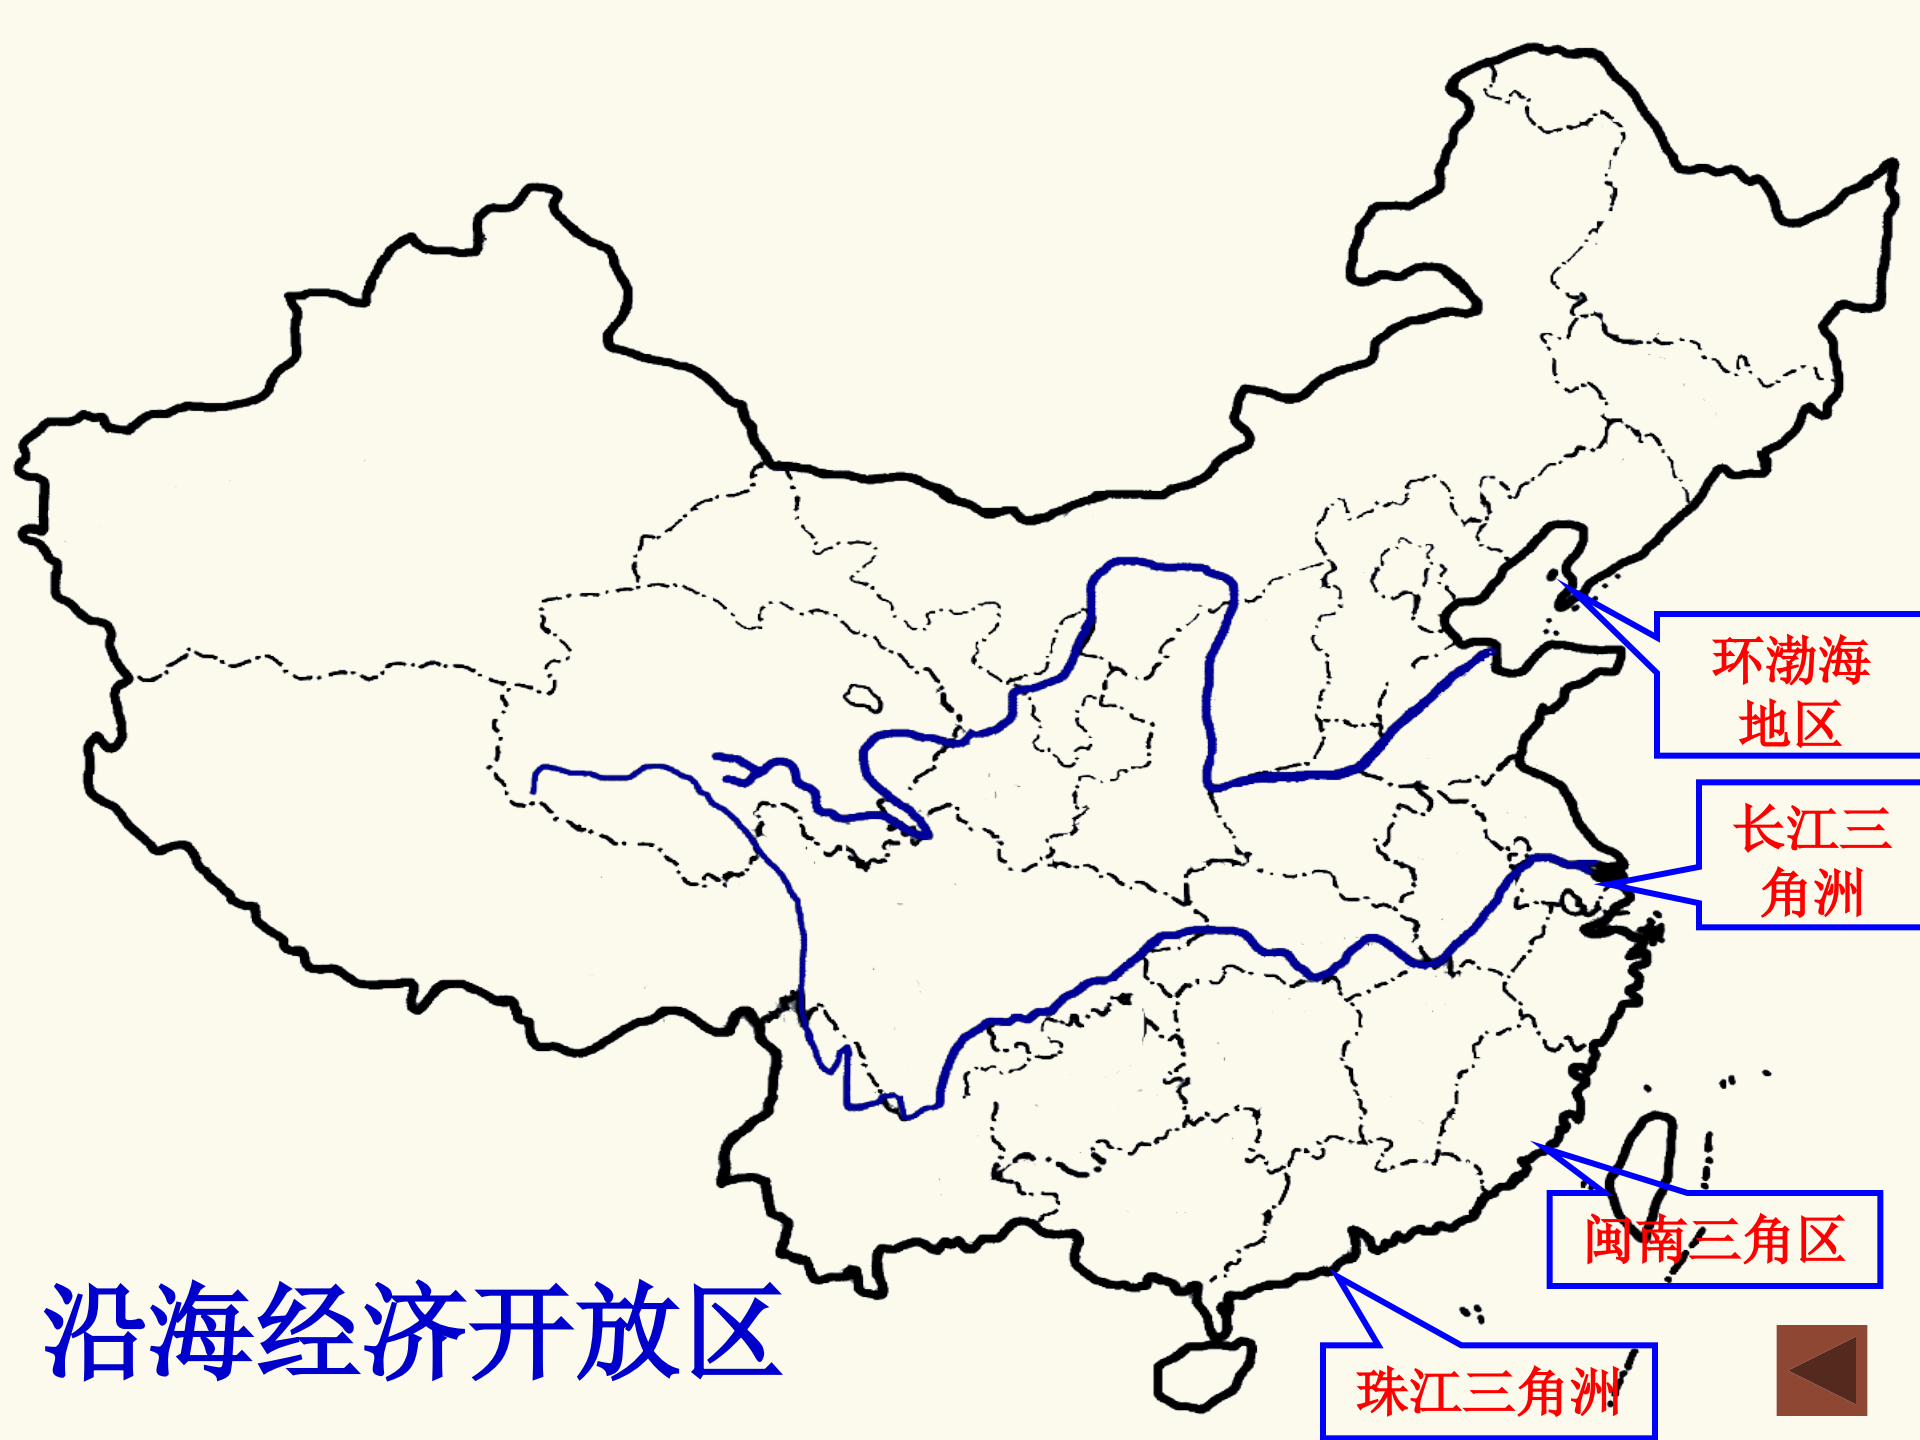 环渤海
地区
长江三
角洲
闽南三角区
沿海经济开放区
珠江三角洲